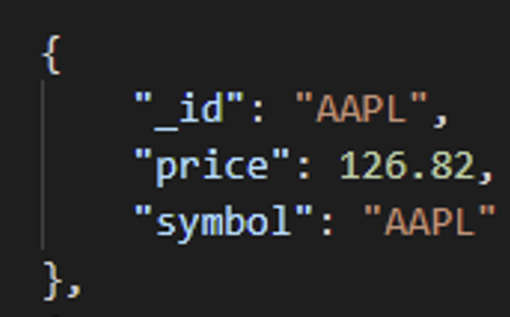 {
"_id": "AAPL",
"price": 126.82,
"symbol": "AAPL"
},